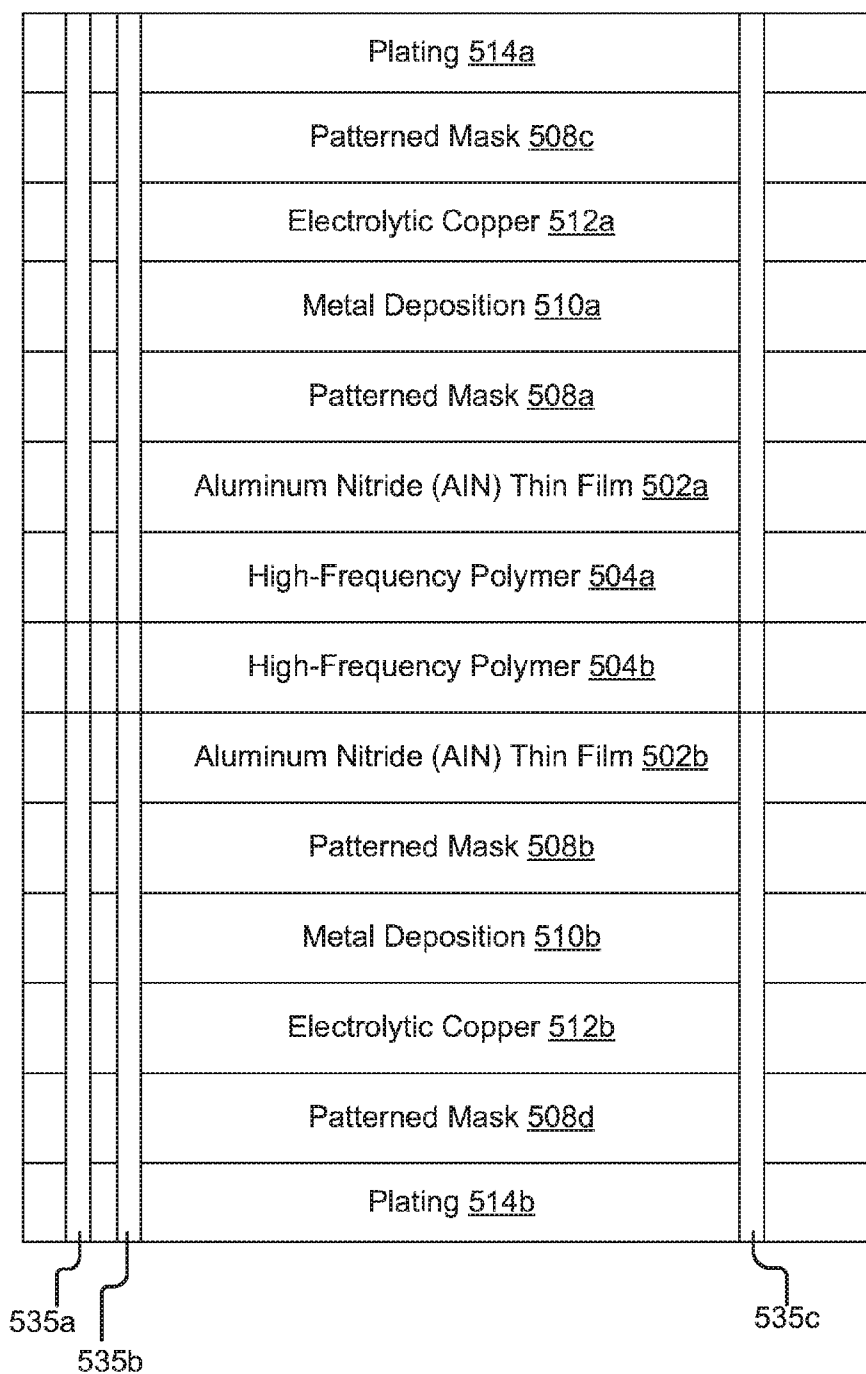 Plating 514a
Patterned Mask 508c
Electrolytic Copper 512a
Metal Deposition 510a
Patterned Mask 508a
Aluminum Nitride (AlN) Thin Film 502a
High-Frequency Polymer 504a
High-Frequency Polymer 504b
Aluminum Nitride (AlN) Thin Film 502b
Patterned Mask 508b
Metal Deposition 510b
Electrolytic Copper 512b
Patterned Mask 508d
Plating 514b
535a
535b
535c